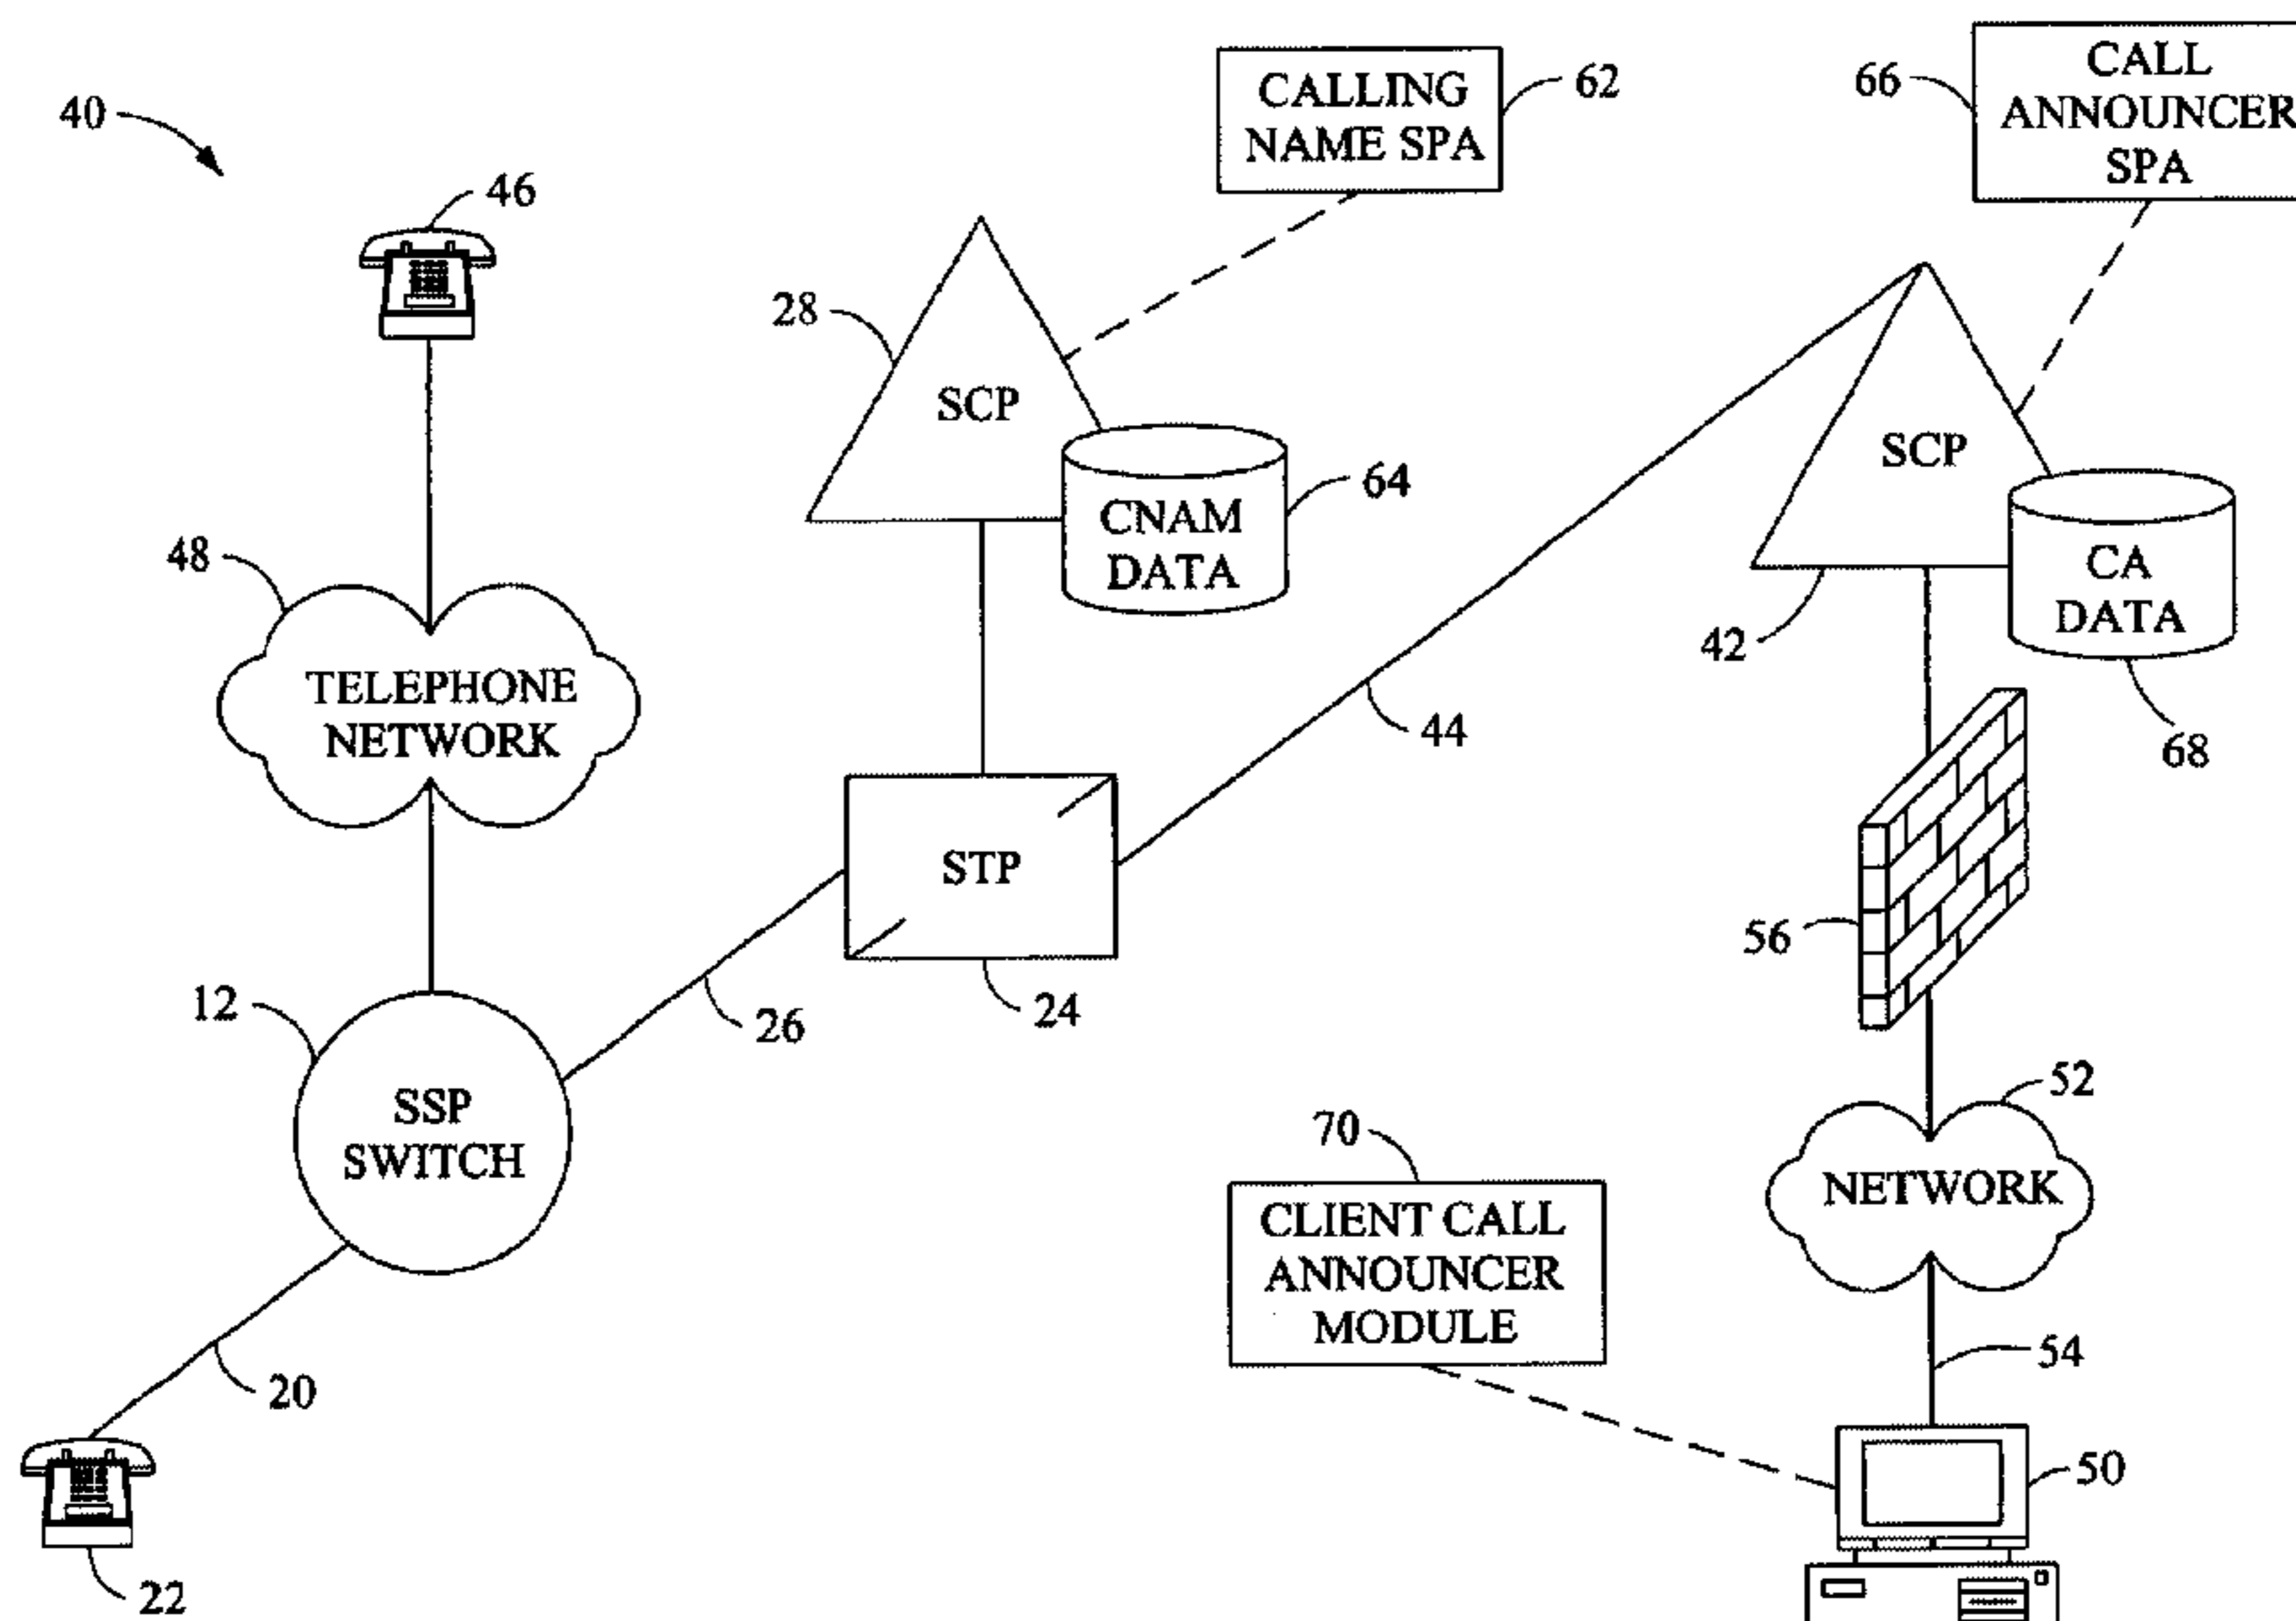 40
46
CALLING
NAME SPA
62
66
CALL
ANNOUNCER
SPA
28
SCP
SCP
64
CNAM
DATA
48
TELEPHONE
NETWORK
44
42
CA
DATA
68
STP
56
12
26
24
SSP
SWITCH
52
NETWORK
70
CLIENT CALL
ANNOUNCER
MODULE
54
20
50
22